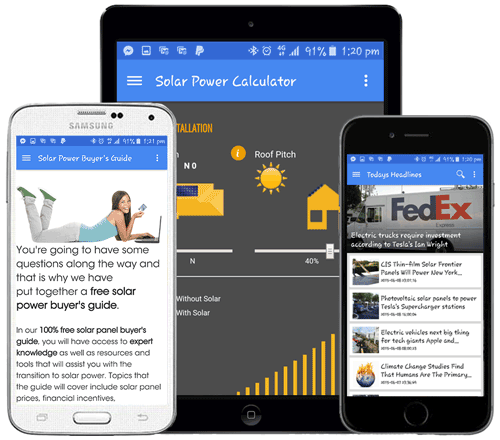 91% 1:20 pm
Solar Power Calculator
TALLATION
n
i
Roof Pitch
N O
N
40%
Without Solar
With Solar
SAMSUNG
91% 1:21 pm
Solar Power Buyer's Guide
You're going to have some
questions along the way and
that is why we have
put together a free solar
power buyer's guide.
In our 100% free solar panel buyer's
guide, you will have access to expert
knowledge as well as resources and
tools that will assist you with the
transition to solar power. Topics that
the guide will cover include solar panel
prices, financial incentives,
91% 1:20 pm
Todays Headlines
FedEx
Express
Electric trucks require investment
according to Tesla's Ian Wright
CIS Thin-film Solar Frontier
Panels Will Power New York...
Photovoltaic solar panels to power
Tesla's Supercharger stations
Electric vehicles next big thing
for tech giants Apple and...
Climate Change Studies Find
That Humans Are The Primary...